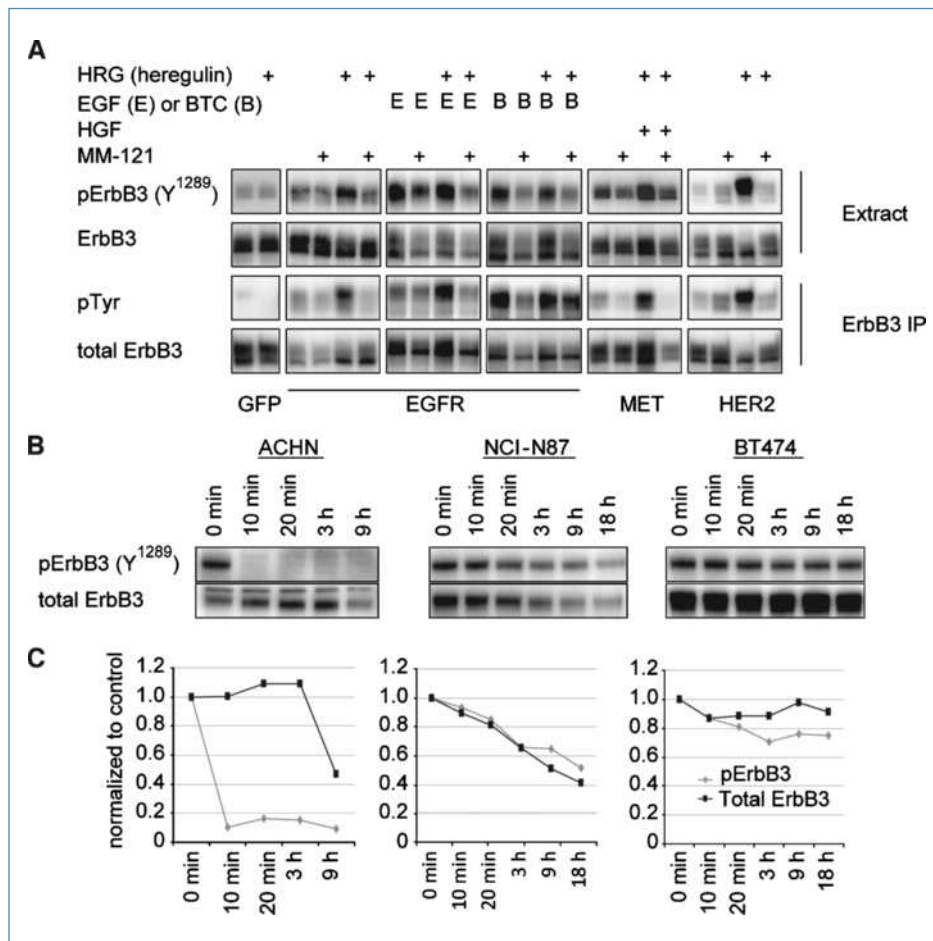 A
HRG (heregulin) + + + + + + + + + + +
EGF (E) or BTC (B) E E E E B B B B
HGF + +
MM-121 + + + + + + + + + +
pErbB3 (Y1289)
ErbB3
Extract
pTyr
total ErbB3
ErbB3 IP
GFP EGFR MET HER2
B
ACHN NCI-N87 BT474
0 min 10 min 20 min 3 h 9 h 0 min 10 min 20 min 3 h 9 h 18 h 0 min 10 min 20 min 3 h 9 h 18 h
pErbB3 (Y1289)
total ErbB3
C
normalized to control
1.2 1.2 1.2
1.0 1.0 1.0
0.8 0.8 0.8
0.6 0.6 0.6
0.4 0.4 0.4
0.2 0.2 0.2
0 0 0
pErbB3
Total ErbB3
0 min 10 min 20 min 3 h 9 h 0 min 10 min 20 min 3 h 9 h 18 h 0 min 10 min 20 min 3 h 9 h 18 h